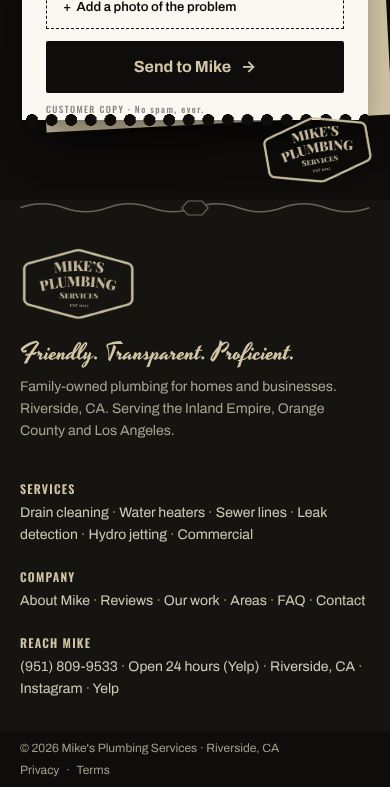 + Add a photo of the problem
Send to Mike →
CUSTOMER COPY · No spam, ever.
MIKE'S
PLUMBING
SERVICES
EST 2015
MIKE'S
PLUMBING
SERVICES
EST 2015
Friendly. Transparent. Proficient.
Family-owned plumbing for homes and businesses.
Riverside, CA. Serving the Inland Empire, Orange
County and Los Angeles.
SERVICES
Drain cleaning · Water heaters · Sewer lines · Leak
detection · Hydro jetting · Commercial
COMPANY
About Mike · Reviews · Our work · Areas · FAQ · Contact
REACH MIKE
(951) 809-9533 · Open 24 hours (Yelp) · Riverside, CA ·
Instagram · Yelp
© 2026 Mike's Plumbing Services · Riverside, CA
Privacy · Terms